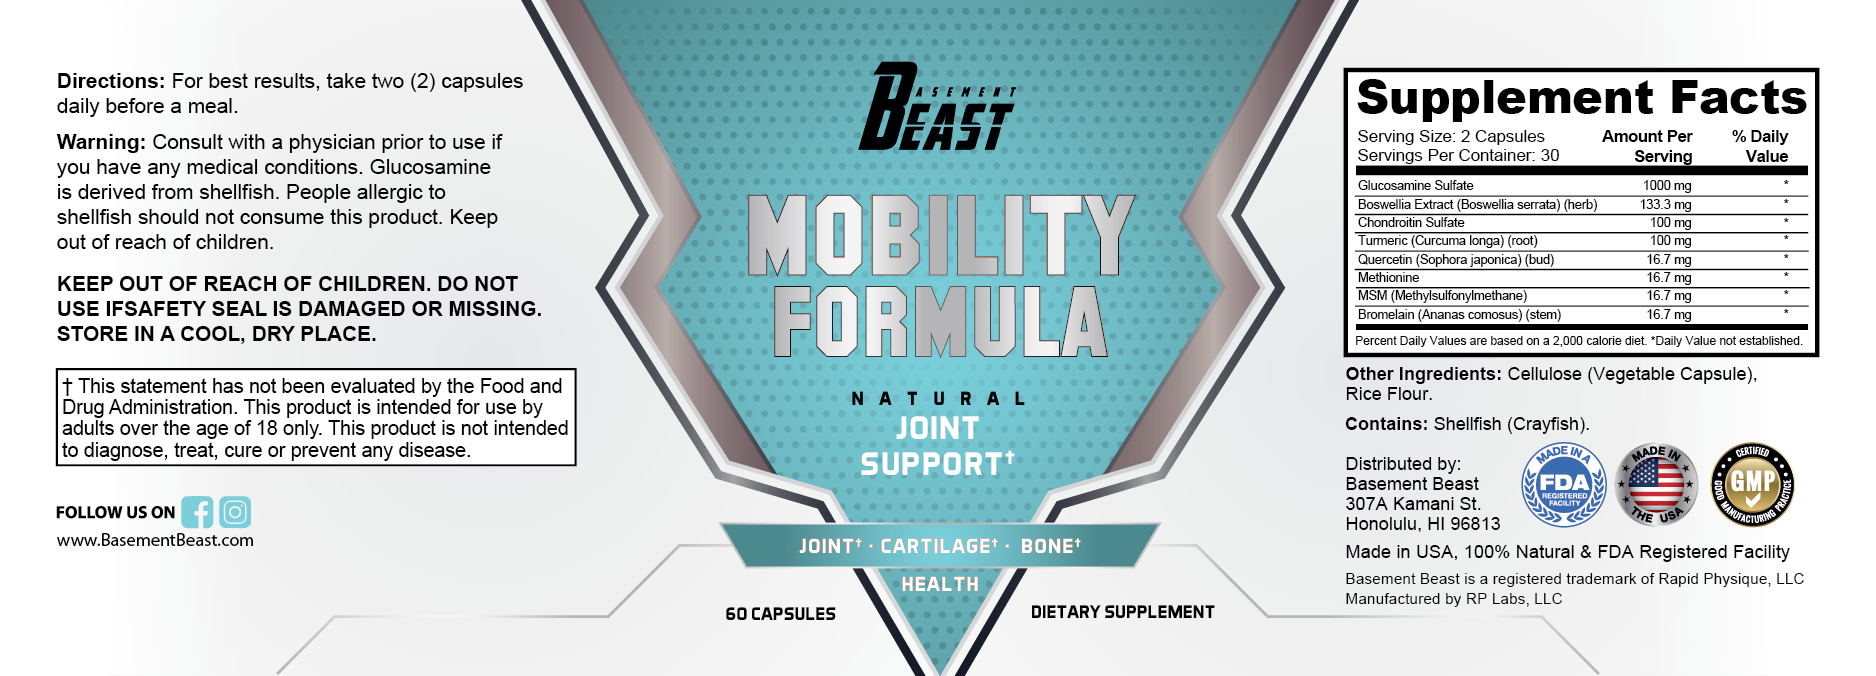 Directions: For best results, take two (2) capsules
daily before a meal.
Warning: Consult with a physician prior to use if
you have any medical conditions. Glucosamine
is derived from shellfish. People allergic to
shellfish should not consume this product. Keep
out of reach of children.
KEEP OUT OF REACH OF CHILDREN. DO NOT
USE IFSAFETY SEAL IS DAMAGED OR MISSING.
STORE IN A COOL, DRY PLACE.
† This statement has not been evaluated by the Food and
Drug Administration. This product is intended for use by
adults over the age of 18 only. This product is not intended
to diagnose, treat, cure or prevent any disease.
FOLLOW US ON
www.BasementBeast.com
BASEMENT
BEAST
MOBILITY
FORMULA
NATURAL
JOINT
SUPPORT†
JOINT† · CARTILAGE† · BONE†
HEALTH
60 CAPSULES
DIETARY SUPPLEMENT
Supplement Facts
Serving Size: 2 Capsules
Servings Per Container: 30
Amount Per
Serving
% Daily
Value
Glucosamine Sulfate 1000 mg *
Boswellia Extract (Boswellia serrata) (herb) 133.3 mg *
Chondroitin Sulfate 100 mg *
Turmeric (Curcuma longa) (root) 100 mg *
Quercetin (Sophora japonica) (bud) 16.7 mg *
Methionine 16.7 mg *
MSM (Methylsulfonylmethane) 16.7 mg *
Bromelain (Ananas comosus) (stem) 16.7 mg *
Percent Daily Values are based on a 2,000 calorie diet. *Daily Value not established.
Other Ingredients: Cellulose (Vegetable Capsule),
Rice Flour.
Contains: Shellfish (Crayfish).
Distributed by:
Basement Beast
307A Kamani St.
Honolulu, HI 96813
MADE IN A
FDA
REGISTERED
FACILITY
MADE IN
THE USA
CERTIFIED
GMP
GOOD MANUFACTURING PRACTICE
Made in USA, 100% Natural & FDA Registered Facility
Basement Beast is a registered trademark of Rapid Physique, LLC
Manufactured by RP Labs, LLC